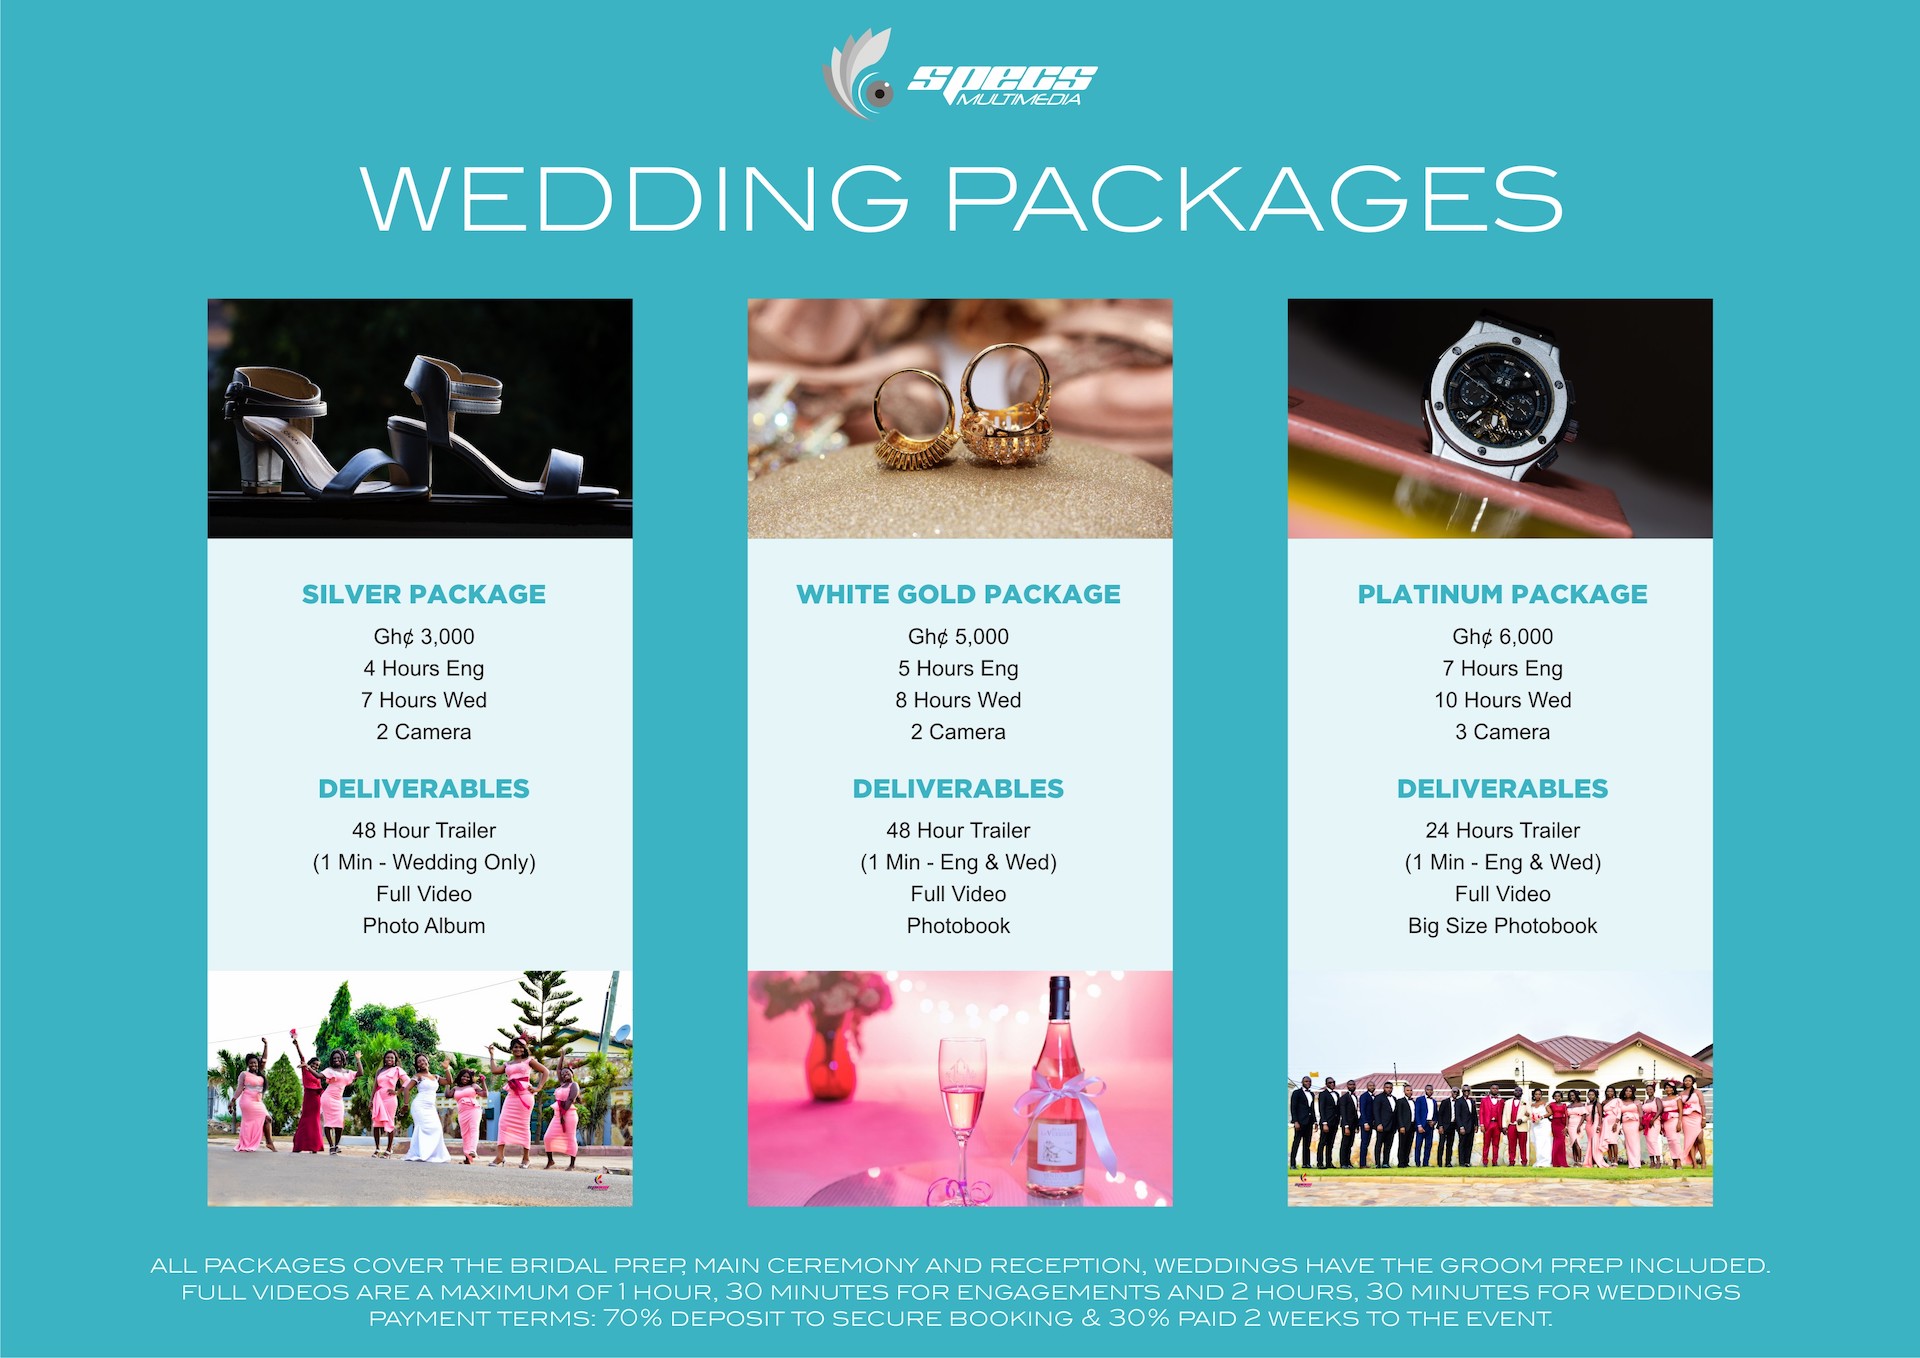 SPECS
MULTIMEDIA
WEDDING PACKAGES
SILVER PACKAGE
Gh¢ 3,000
4 Hours Eng
7 Hours Wed
2 Camera
DELIVERABLES
48 Hour Trailer
(1 Min - Wedding Only)
Full Video
Photo Album
WHITE GOLD PACKAGE
Gh¢ 5,000
5 Hours Eng
8 Hours Wed
2 Camera
DELIVERABLES
48 Hour Trailer
(1 Min - Eng & Wed)
Full Video
Photobook
PLATINUM PACKAGE
Gh¢ 6,000
7 Hours Eng
10 Hours Wed
3 Camera
DELIVERABLES
24 Hours Trailer
(1 Min - Eng & Wed)
Full Video
Big Size Photobook
ALL PACKAGES COVER THE BRIDAL PREP, MAIN CEREMONY AND RECEPTION, WEDDINGS HAVE THE GROOM PREP INCLUDED.
FULL VIDEOS ARE A MAXIMUM OF 1 HOUR, 30 MINUTES FOR ENGAGEMENTS AND 2 HOURS, 30 MINUTES FOR WEDDINGS
PAYMENT TERMS: 70% DEPOSIT TO SECURE BOOKING & 30% PAID 2 WEEKS TO THE EVENT.